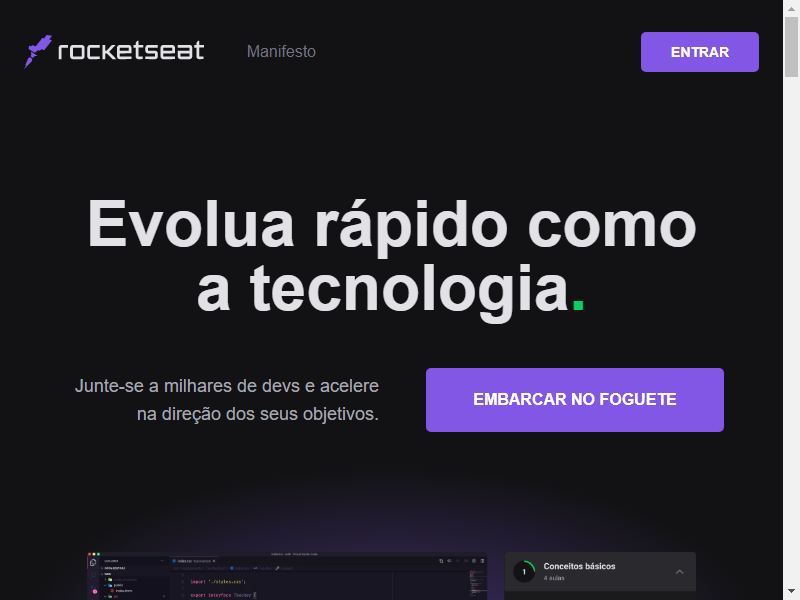 rocketseat
Manifesto
ENTRAR
Evolua rápido como
a tecnologia.
Junte-se a milhares de devs e acelere
na direção dos seus objetivos.
EMBARCAR NO FOGUETE
import './styles.css';
export interface
Conceitos básicos
1
4 aulas